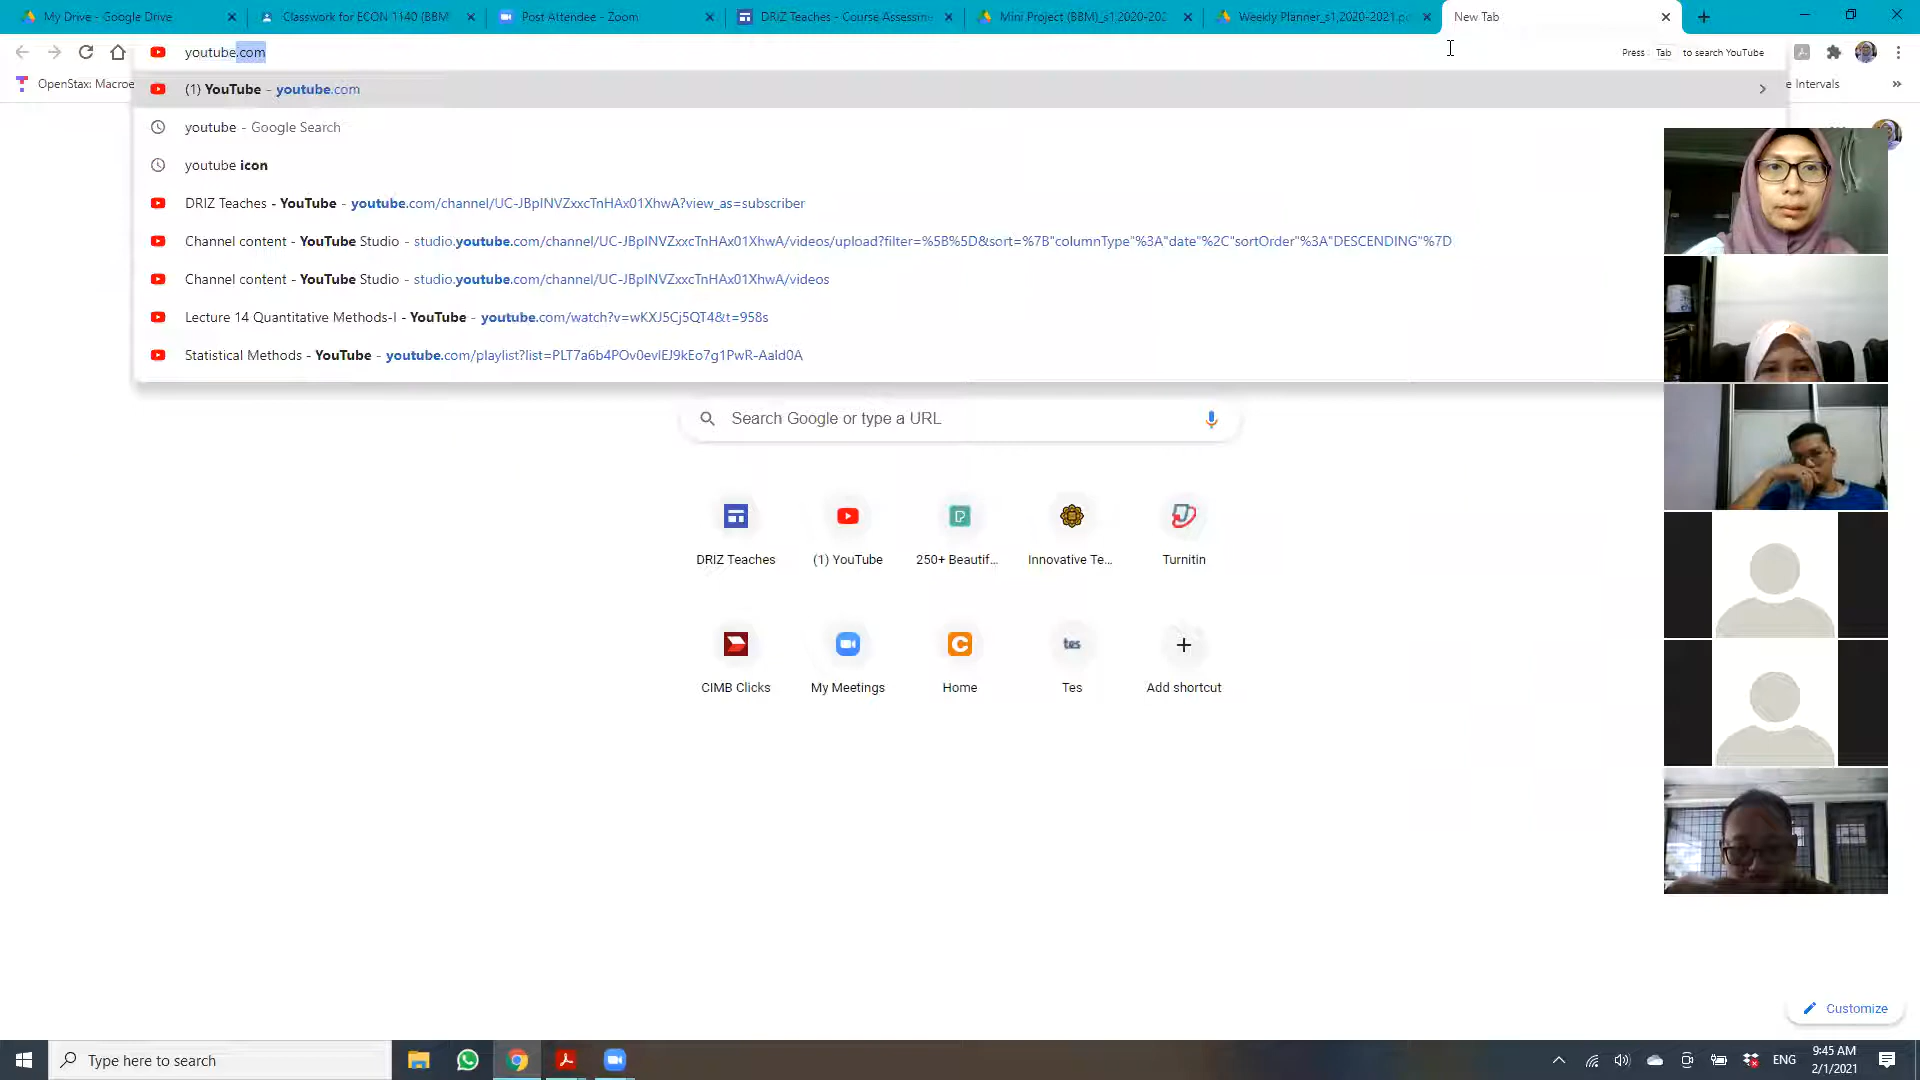 My Drive - Google Drive
Classwork for ECON 1140 (BBM
Post Attendee - Zoom
DRIZ Teaches - Course Assessme
Mini Project (BBM)_s1,2020-202
Weekly Planner_s1,2020-2021.p
New Tab
youtube.com
Press Tab to search YouTube
OpenStax: Macroe
e Intervals
»
(1) YouTube - youtube.com
youtube - Google Search
youtube icon
DRIZ Teaches - YouTube - youtube.com/channel/UC-JBpINVZxxcTnHAx01XhwA?view_as=subscriber
Channel content - YouTube Studio - studio.youtube.com/channel/UC-JBpINVZxxcTnHAx01XhwA/videos/upload?filter=%5B%5D&sort=%7B"columnType"%3A"date"%2C"sortOrder"%3A"DESCENDING"%7D
Channel content - YouTube Studio - studio.youtube.com/channel/UC-JBpINVZxxcTnHAx01XhwA/videos
Lecture 14 Quantitative Methods-I - YouTube - youtube.com/watch?v=wKXJ5Cj5QT4&t=958s
Statistical Methods - YouTube - youtube.com/playlist?list=PLT7a6b4POv0evIEJ9kEo7g1PwR-Aald0A
Search Google or type a URL
DRIZ Teaches
(1) YouTube
250+ Beautif...
Innovative Te...
Turnitin
tes
CIMB Clicks
My Meetings
Home
Tes
Add shortcut
Customize
Type here to search
ENG
9:45 AM
2/1/2021